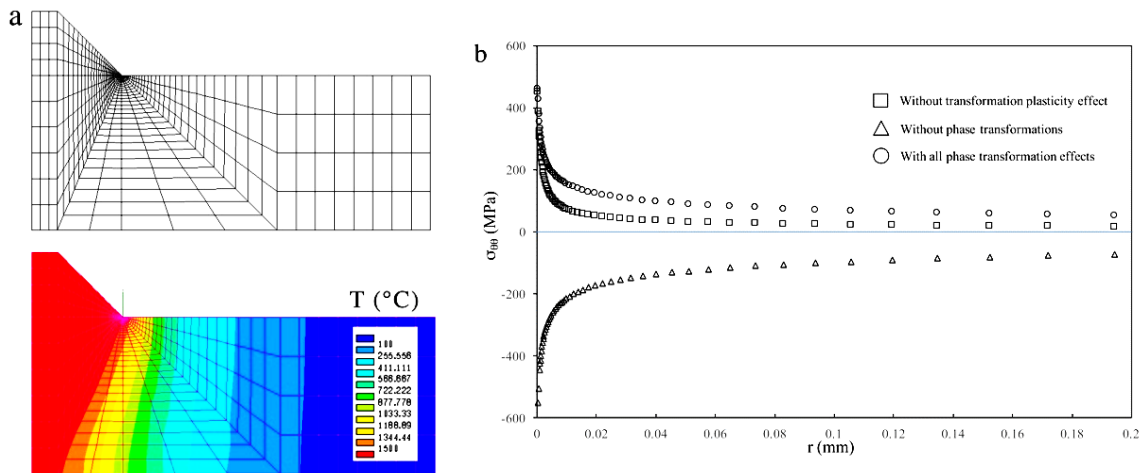 a
T (°C)
100
255.556
411.111
566.667
722.222
877.778
1033.33
1188.89
1344.44
1500
b
600
400
200
0
-200
-400
-600
σθθ (MPa)
Without transformation plasticity effect
Without phase transformations
With all phase transformation effects
0 0.02 0.04 0.06 0.08 0.1 0.12 0.14 0.16 0.18 0.2
r (mm)